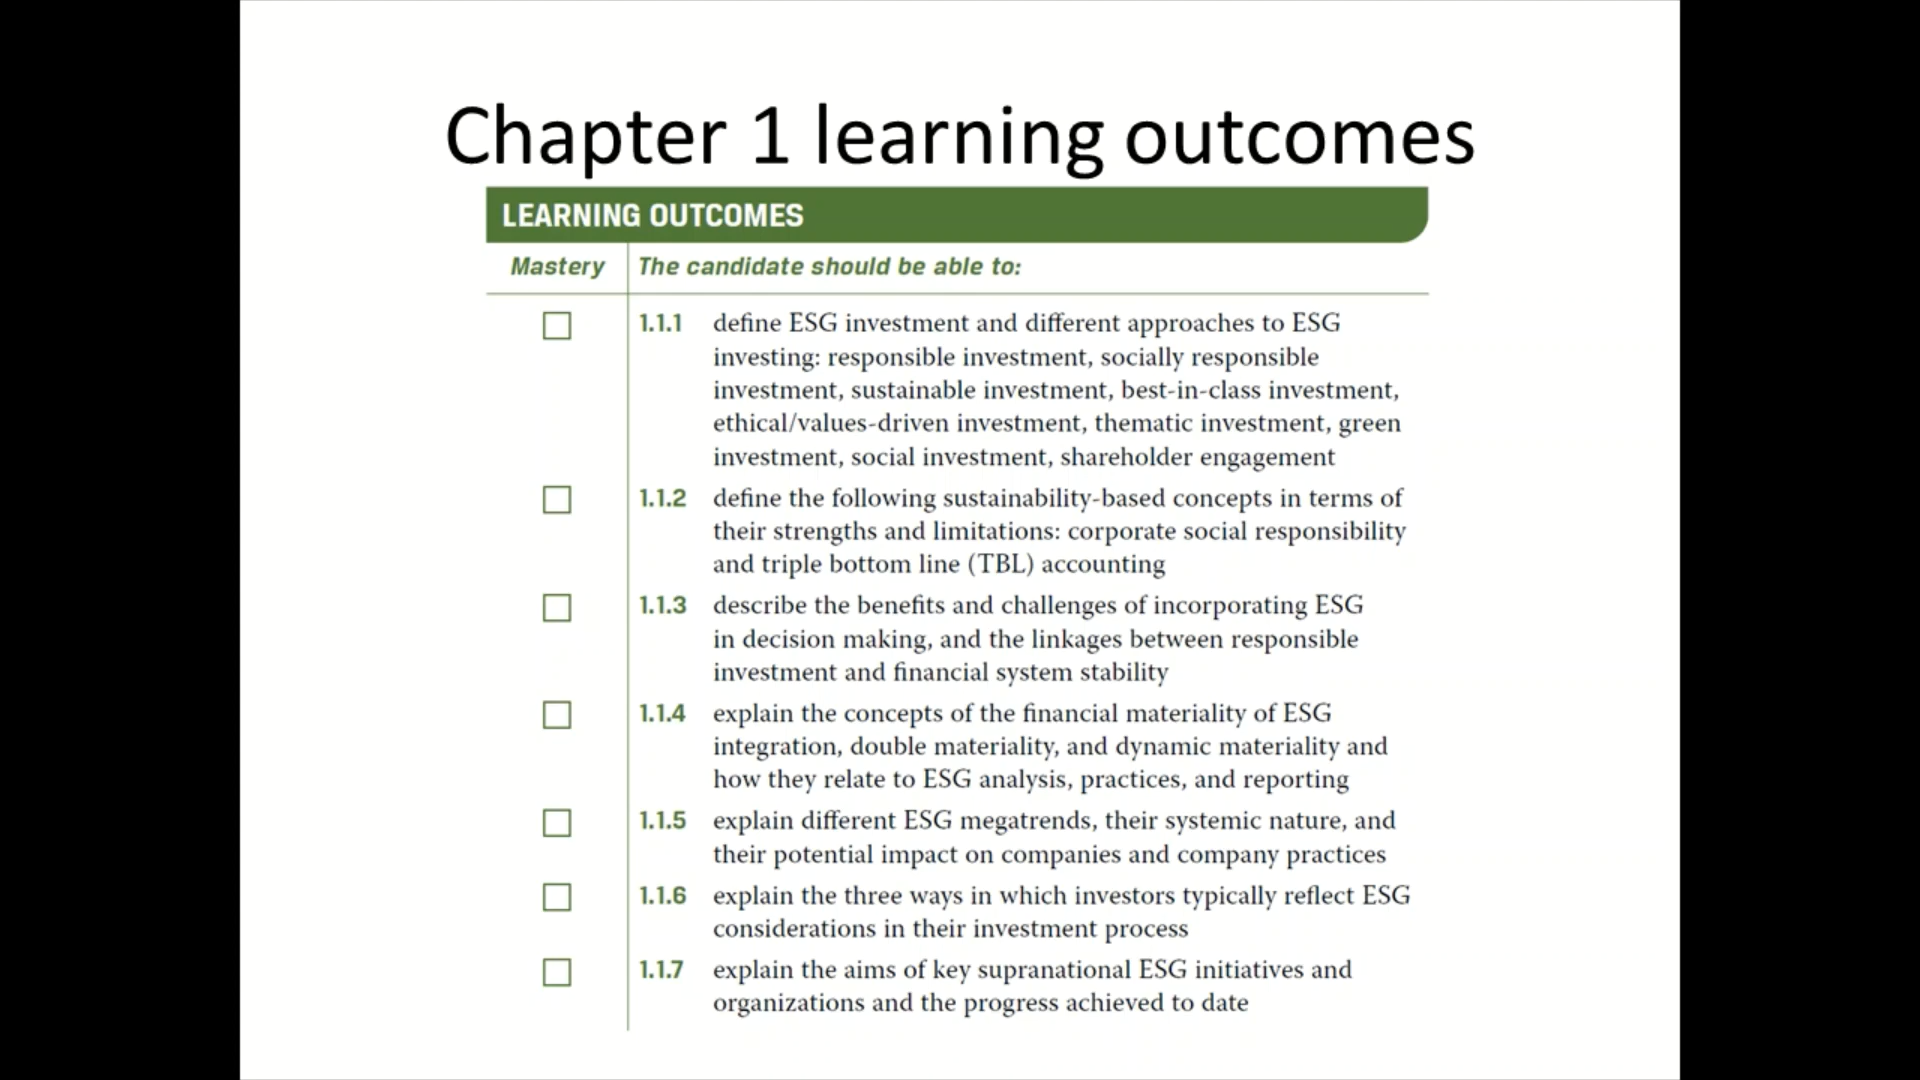 Chapter 1 learning outcomes
LEARNING OUTCOMES
Mastery The candidate should be able to:
1.1.1 define ESG investment and different approaches to ESG
investing: responsible investment, socially responsible
investment, sustainable investment, best-in-class investment,
ethical/values-driven investment, thematic investment, green
investment, social investment, shareholder engagement
1.1.2 define the following sustainability-based concepts in terms of
their strengths and limitations: corporate social responsibility
and triple bottom line (TBL) accounting
1.1.3 describe the benefits and challenges of incorporating ESG
in decision making, and the linkages between responsible
investment and financial system stability
1.1.4 explain the concepts of the financial materiality of ESG
integration, double materiality, and dynamic materiality and
how they relate to ESG analysis, practices, and reporting
1.1.5 explain different ESG megatrends, their systemic nature, and
their potential impact on companies and company practices
1.1.6 explain the three ways in which investors typically reflect ESG
considerations in their investment process
1.1.7 explain the aims of key supranational ESG initiatives and
organizations and the progress achieved to date